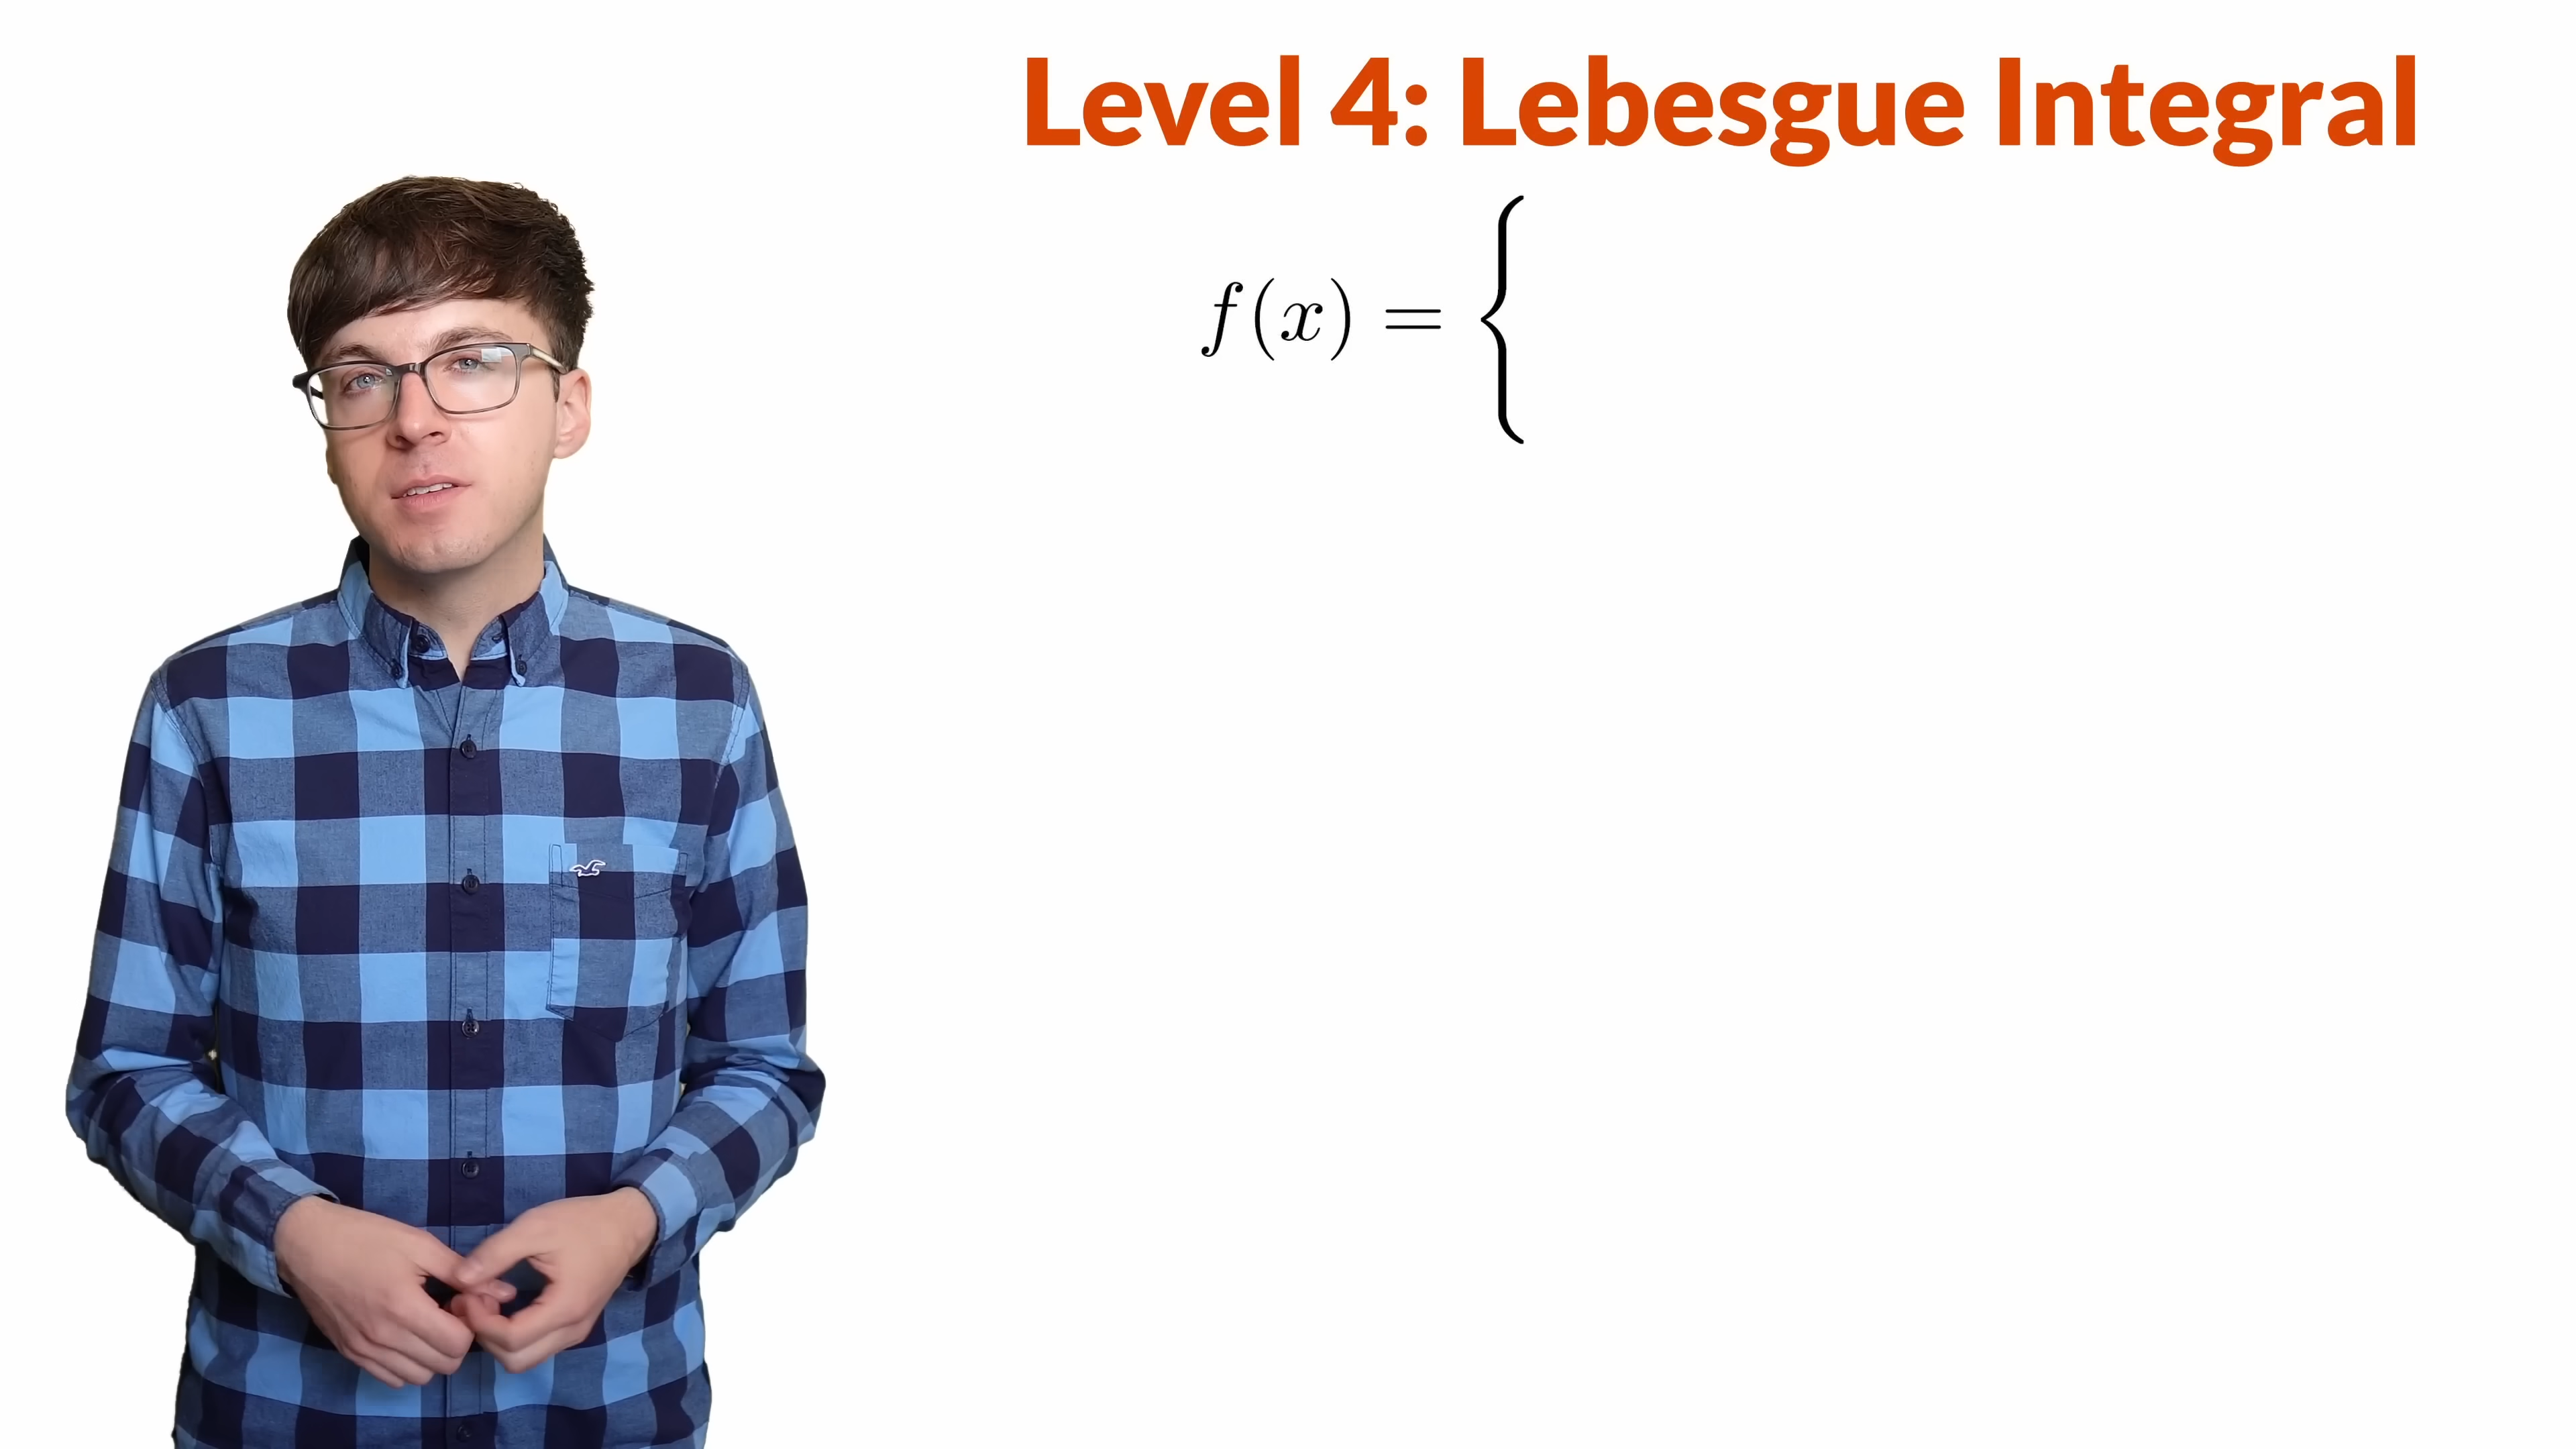 Level 4: Lebesgue Integral
f(x) = {